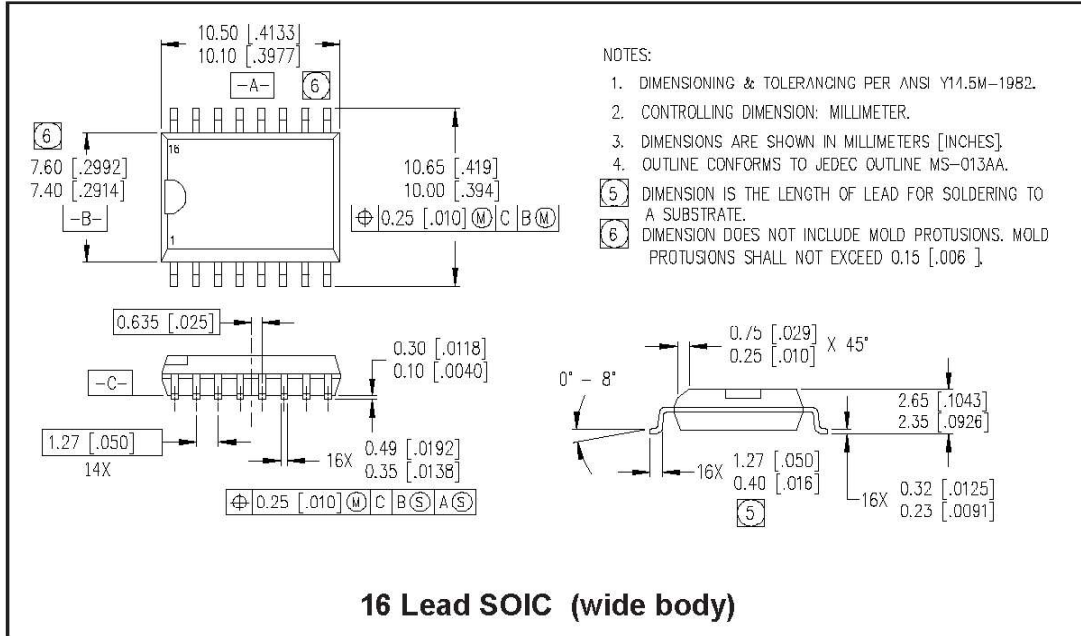 10.50 [.4133]
10.10 [.3977]
-A-
6
6
7.60 [.2992]
7.40 [.2914]
-B-
16
1
10.65 [.419]
10.00 [.394]
⌖ 0.25 [.010] Ⓜ C B Ⓜ
NOTES:
1. DIMENSIONING & TOLERANCING PER ANSI Y14.5M-1982.
2. CONTROLLING DIMENSION: MILLIMETER.
3. DIMENSIONS ARE SHOWN IN MILLIMETERS [INCHES].
4. OUTLINE CONFORMS TO JEDEC OUTLINE MS-013AA.
5 DIMENSION IS THE LENGTH OF LEAD FOR SOLDERING TO
A SUBSTRATE.
6 DIMENSION DOES NOT INCLUDE MOLD PROTUSIONS. MOLD
PROTUSIONS SHALL NOT EXCEED 0.15 [.006 ].
0.635 [.025]
-C-
0.30 [.0118]
0.10 [.0040]
1.27 [.050]
14X
16X 0.49 [.0192]
0.35 [.0138]
⌖ 0.25 [.010] Ⓜ C B Ⓢ A Ⓢ
0.75 [.029]
0.25 [.010]
X 45°
0° - 8°
2.65 [.1043]
2.35 [.0926]
16X 1.27 [.050]
0.40 [.016]
5
16X 0.32 [.0125]
0.23 [.0091]
16 Lead SOIC (wide body)